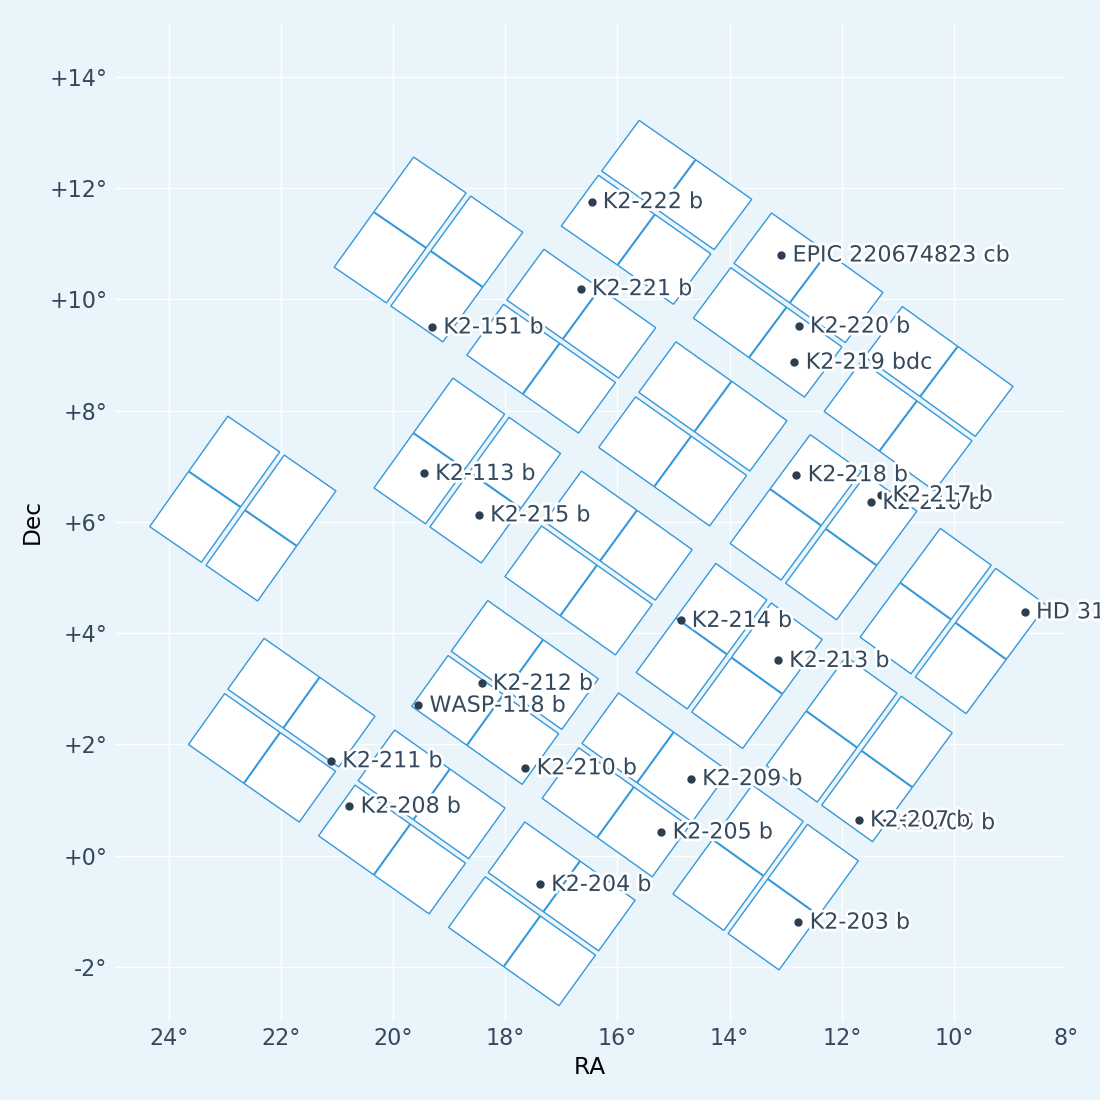 +14°
+12°
K2-222 b
EPIC 220674823 cb
+10°
K2-221 b
K2-151 b
K2-220 b
K2-219 bdc
+8°
K2-113 b
K2-218 b
K2-217 b
K2-215 b
+6°
Dec
+4°
K2-214 b
HD 31
K2-213 b
K2-212 b
WASP-118 b
+2°
K2-211 b
K2-210 b
K2-209 b
K2-208 b
K2-207 b
K2-205 b
+0°
K2-204 b
K2-203 b
-2°
24° 22° 20° 18° 16° 14° 12° 10° 8°
RA